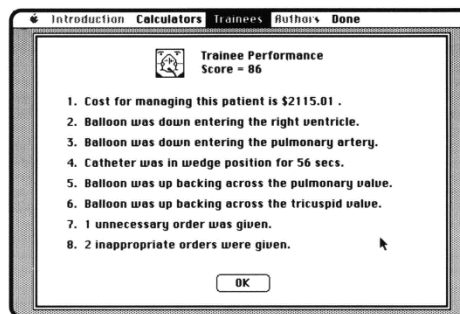 Introduction Calculators Trainees Authors Done
Trainee Performance
Score = 86
1. Cost for managing this patient is $2115.01 .
2. Balloon was down entering the right ventricle.
3. Balloon was down entering the pulmonary artery.
4. Catheter was in wedge position for 56 secs.
5. Balloon was up backing across the pulmonary valve.
6. Balloon was up backing across the tricuspid valve.
7. 1 unnecessary order was given.
8. 2 inappropriate orders were given.
OK